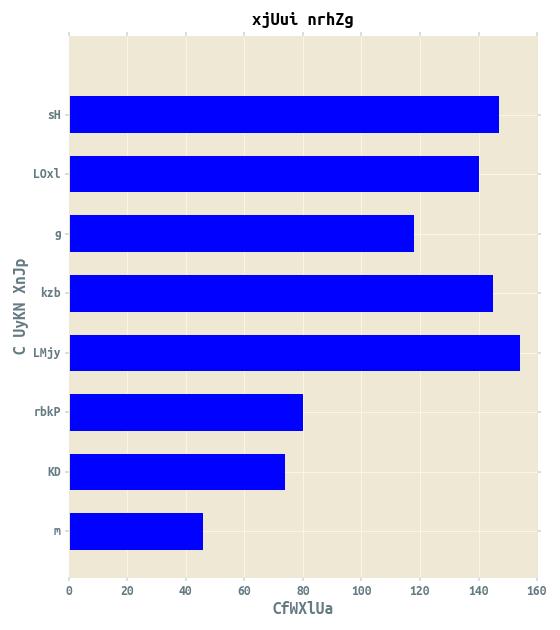 xjUui nrhZg
C UyKN XnJp
sH
LOxl
g
kzb
LMjy
rbkP
KD
m
0 20 40 60 80 100 120 140 160
CfWXlUa